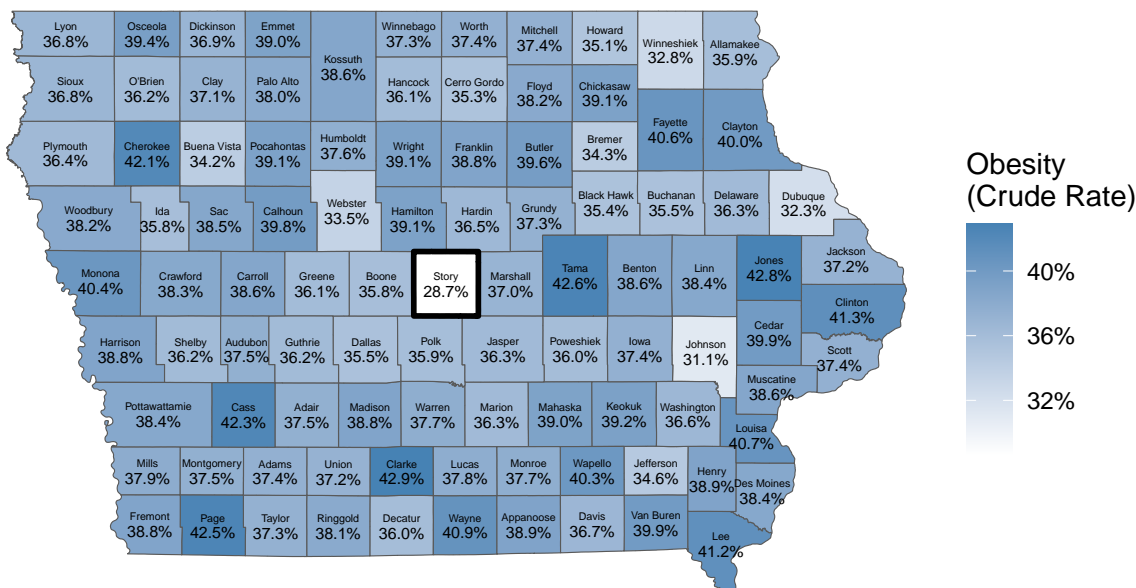 Lyon
36.8%
Osceola
39.4%
Dickinson
36.9%
Emmet
39.0%
Kossuth
38.6%
Winnebago
37.3%
Worth
37.4%
Mitchell
37.4%
Howard
35.1%
Winneshiek
32.8%
Allamakee
35.9%
Sioux
36.8%
O'Brien
36.2%
Clay
37.1%
Palo Alto
38.0%
Hancock
36.1%
Cerro Gordo
35.3%
Floyd
38.2%
Chickasaw
39.1%
Fayette
40.6%
Clayton
40.0%
Plymouth
36.4%
Cherokee
42.1%
Buena Vista
34.2%
Pocahontas
39.1%
Humboldt
37.6%
Wright
39.1%
Franklin
38.8%
Butler
39.6%
Bremer
34.3%
Woodbury
38.2%
Ida
35.8%
Sac
38.5%
Calhoun
39.8%
Webster
33.5%
Hamilton
39.1%
Hardin
36.5%
Grundy
37.3%
Black Hawk
35.4%
Buchanan
35.5%
Delaware
36.3%
Dubuque
32.3%
Monona
40.4%
Crawford
38.3%
Carroll
38.6%
Greene
36.1%
Boone
35.8%
Story
28.7%
Marshall
37.0%
Tama
42.6%
Benton
38.6%
Linn
38.4%
Jones
42.8%
Jackson
37.2%
Clinton
41.3%
Harrison
38.8%
Shelby
36.2%
Audubon
37.5%
Guthrie
36.2%
Dallas
35.5%
Polk
35.9%
Jasper
36.3%
Poweshiek
36.0%
Iowa
37.4%
Johnson
31.1%
Cedar
39.9%
Scott
37.4%
Muscatine
38.6%
Pottawattamie
38.4%
Cass
42.3%
Adair
37.5%
Madison
38.8%
Warren
37.7%
Marion
36.3%
Mahaska
39.0%
Keokuk
39.2%
Washington
36.6%
Louisa
40.7%
Mills
37.9%
Montgomery
37.5%
Adams
37.4%
Union
37.2%
Clarke
42.9%
Lucas
37.8%
Monroe
37.7%
Wapello
40.3%
Jefferson
34.6%
Henry
38.9%
Des Moines
38.4%
Fremont
38.8%
Page
42.5%
Taylor
37.3%
Ringgold
38.1%
Decatur
36.0%
Wayne
40.9%
Appanoose
38.9%
Davis
36.7%
Van Buren
39.9%
Lee
41.2%
Obesity
(Crude Rate)
40%
36%
32%